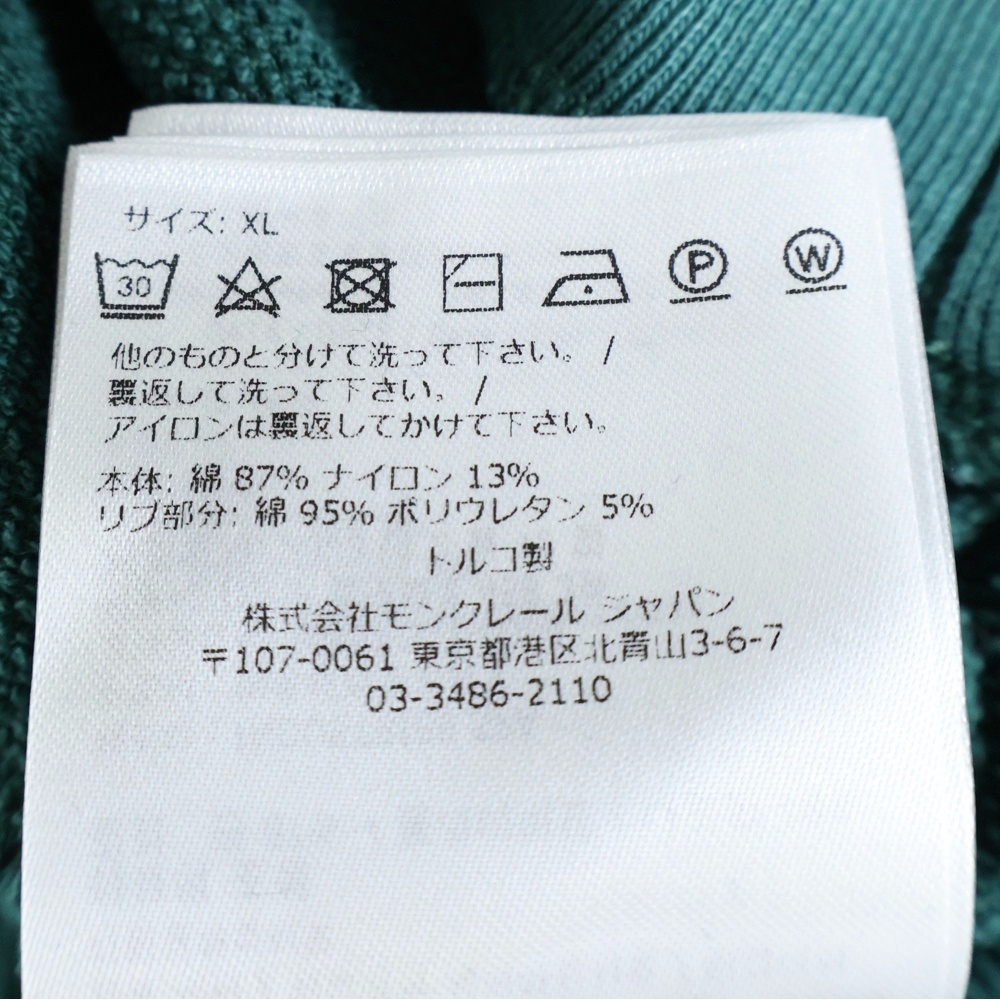 サイズ: XL
30 P W
他のものと分けて洗って下さい。 /
裏返して洗って下さい。 /
アイロンは裏返してかけて下さい。
本体: 綿 87% ナイロン 13%
リブ部分: 綿 95% ポリウレタン 5%
トルコ製
株式会社モンクレール ジャパン
〒107-0061 東京都港区北青山3-6-7
03-3486-2110